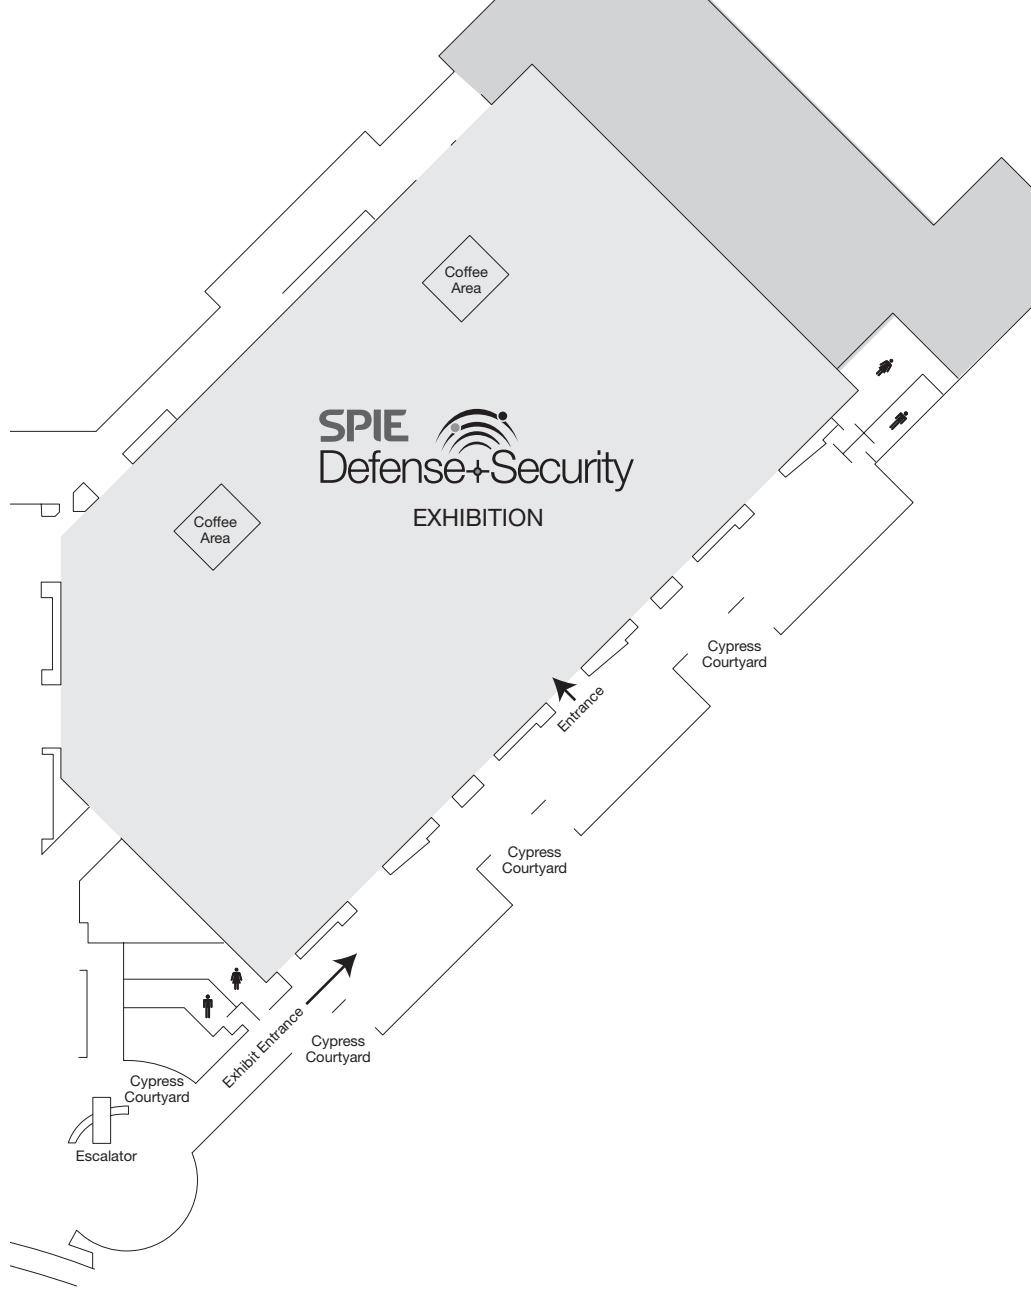 Coffee
Area
SPIE
Defense+Security
EXHIBITION
Coffee
Area
Cypress
Courtyard
Entrance
Cypress
Courtyard
Exhibit Entrance
Cypress
Courtyard
Cypress
Courtyard
Escalator